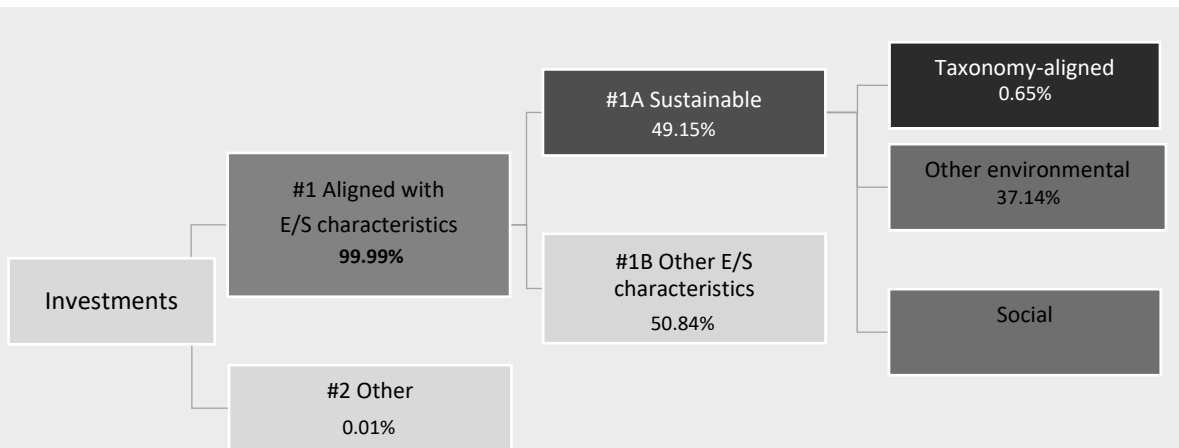 Investments
#1 Aligned with
E/S characteristics
99.99%
#2 Other
0.01%
#1A Sustainable
49.15%
#1B Other E/S
characteristics
50.84%
Taxonomy-aligned
0.65%
Other environmental
37.14%
Social